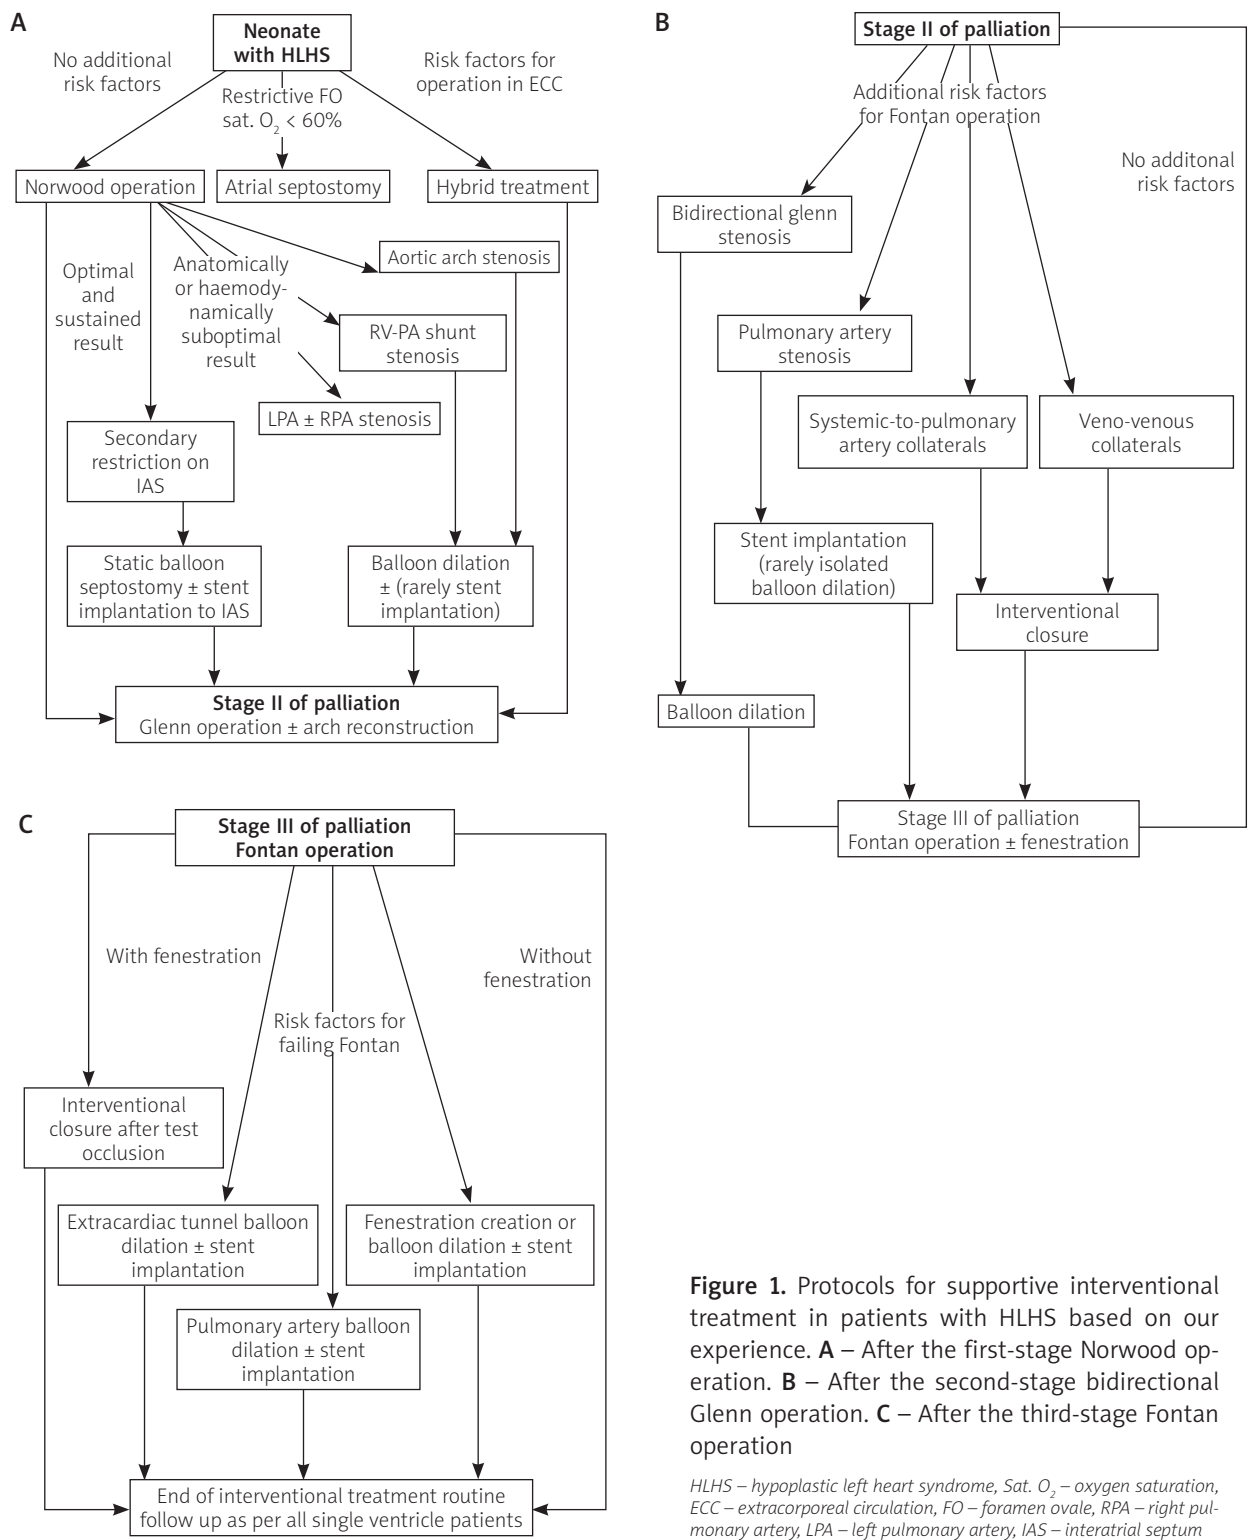 A
Neonate
with HLHS
No additional
risk factors
Restrictive FO
sat. O2 < 60%
Risk factors for
operation in ECC
Norwood operation
Atrial septostomy
Hybrid treatment
Optimal
and
sustained
result
Anatomically
or haemody-
namically
suboptimal
result
Aortic arch stenosis
RV-PA shunt
stenosis
LPA ± RPA stenosis
Secondary
restriction on
IAS
Static balloon
septostomy ± stent
implantation to IAS
Balloon dilation
± (rarely stent
implantation)
Stage II of palliation
Glenn operation ± arch reconstruction
B
Stage II of palliation
Additional risk factors
for Fontan operation
No additonal
risk factors
Bidirectional glenn
stenosis
Pulmonary artery
stenosis
Systemic-to-pulmonary
artery collaterals
Veno-venous
collaterals
Stent implantation
(rarely isolated
balloon dilation)
Interventional
closure
Balloon dilation
Stage III of palliation
Fontan operation ± fenestration
C
Stage III of palliation
Fontan operation
With fenestration
Without
fenestration
Risk factors for
failing Fontan
Interventional
closure after test
occlusion
Extracardiac tunnel balloon
dilation ± stent
implantation
Fenestration creation or
balloon dilation ± stent
implantation
Pulmonary artery balloon
dilation ± stent
implantation
End of interventional treatment routine
follow up as per all single ventricle patients
Figure 1. Protocols for supportive interventional
treatment in patients with HLHS based on our
experience. A – After the first-stage Norwood op-
eration. B – After the second-stage bidirectional
Glenn operation. C – After the third-stage Fontan
operation
HLHS – hypoplastic left heart syndrome, Sat. O2 – oxygen saturation,
ECC – extracorporeal circulation, FO – foramen ovale, RPA – right pul-
monary artery, LPA – left pulmonary artery, IAS – interatrial septum